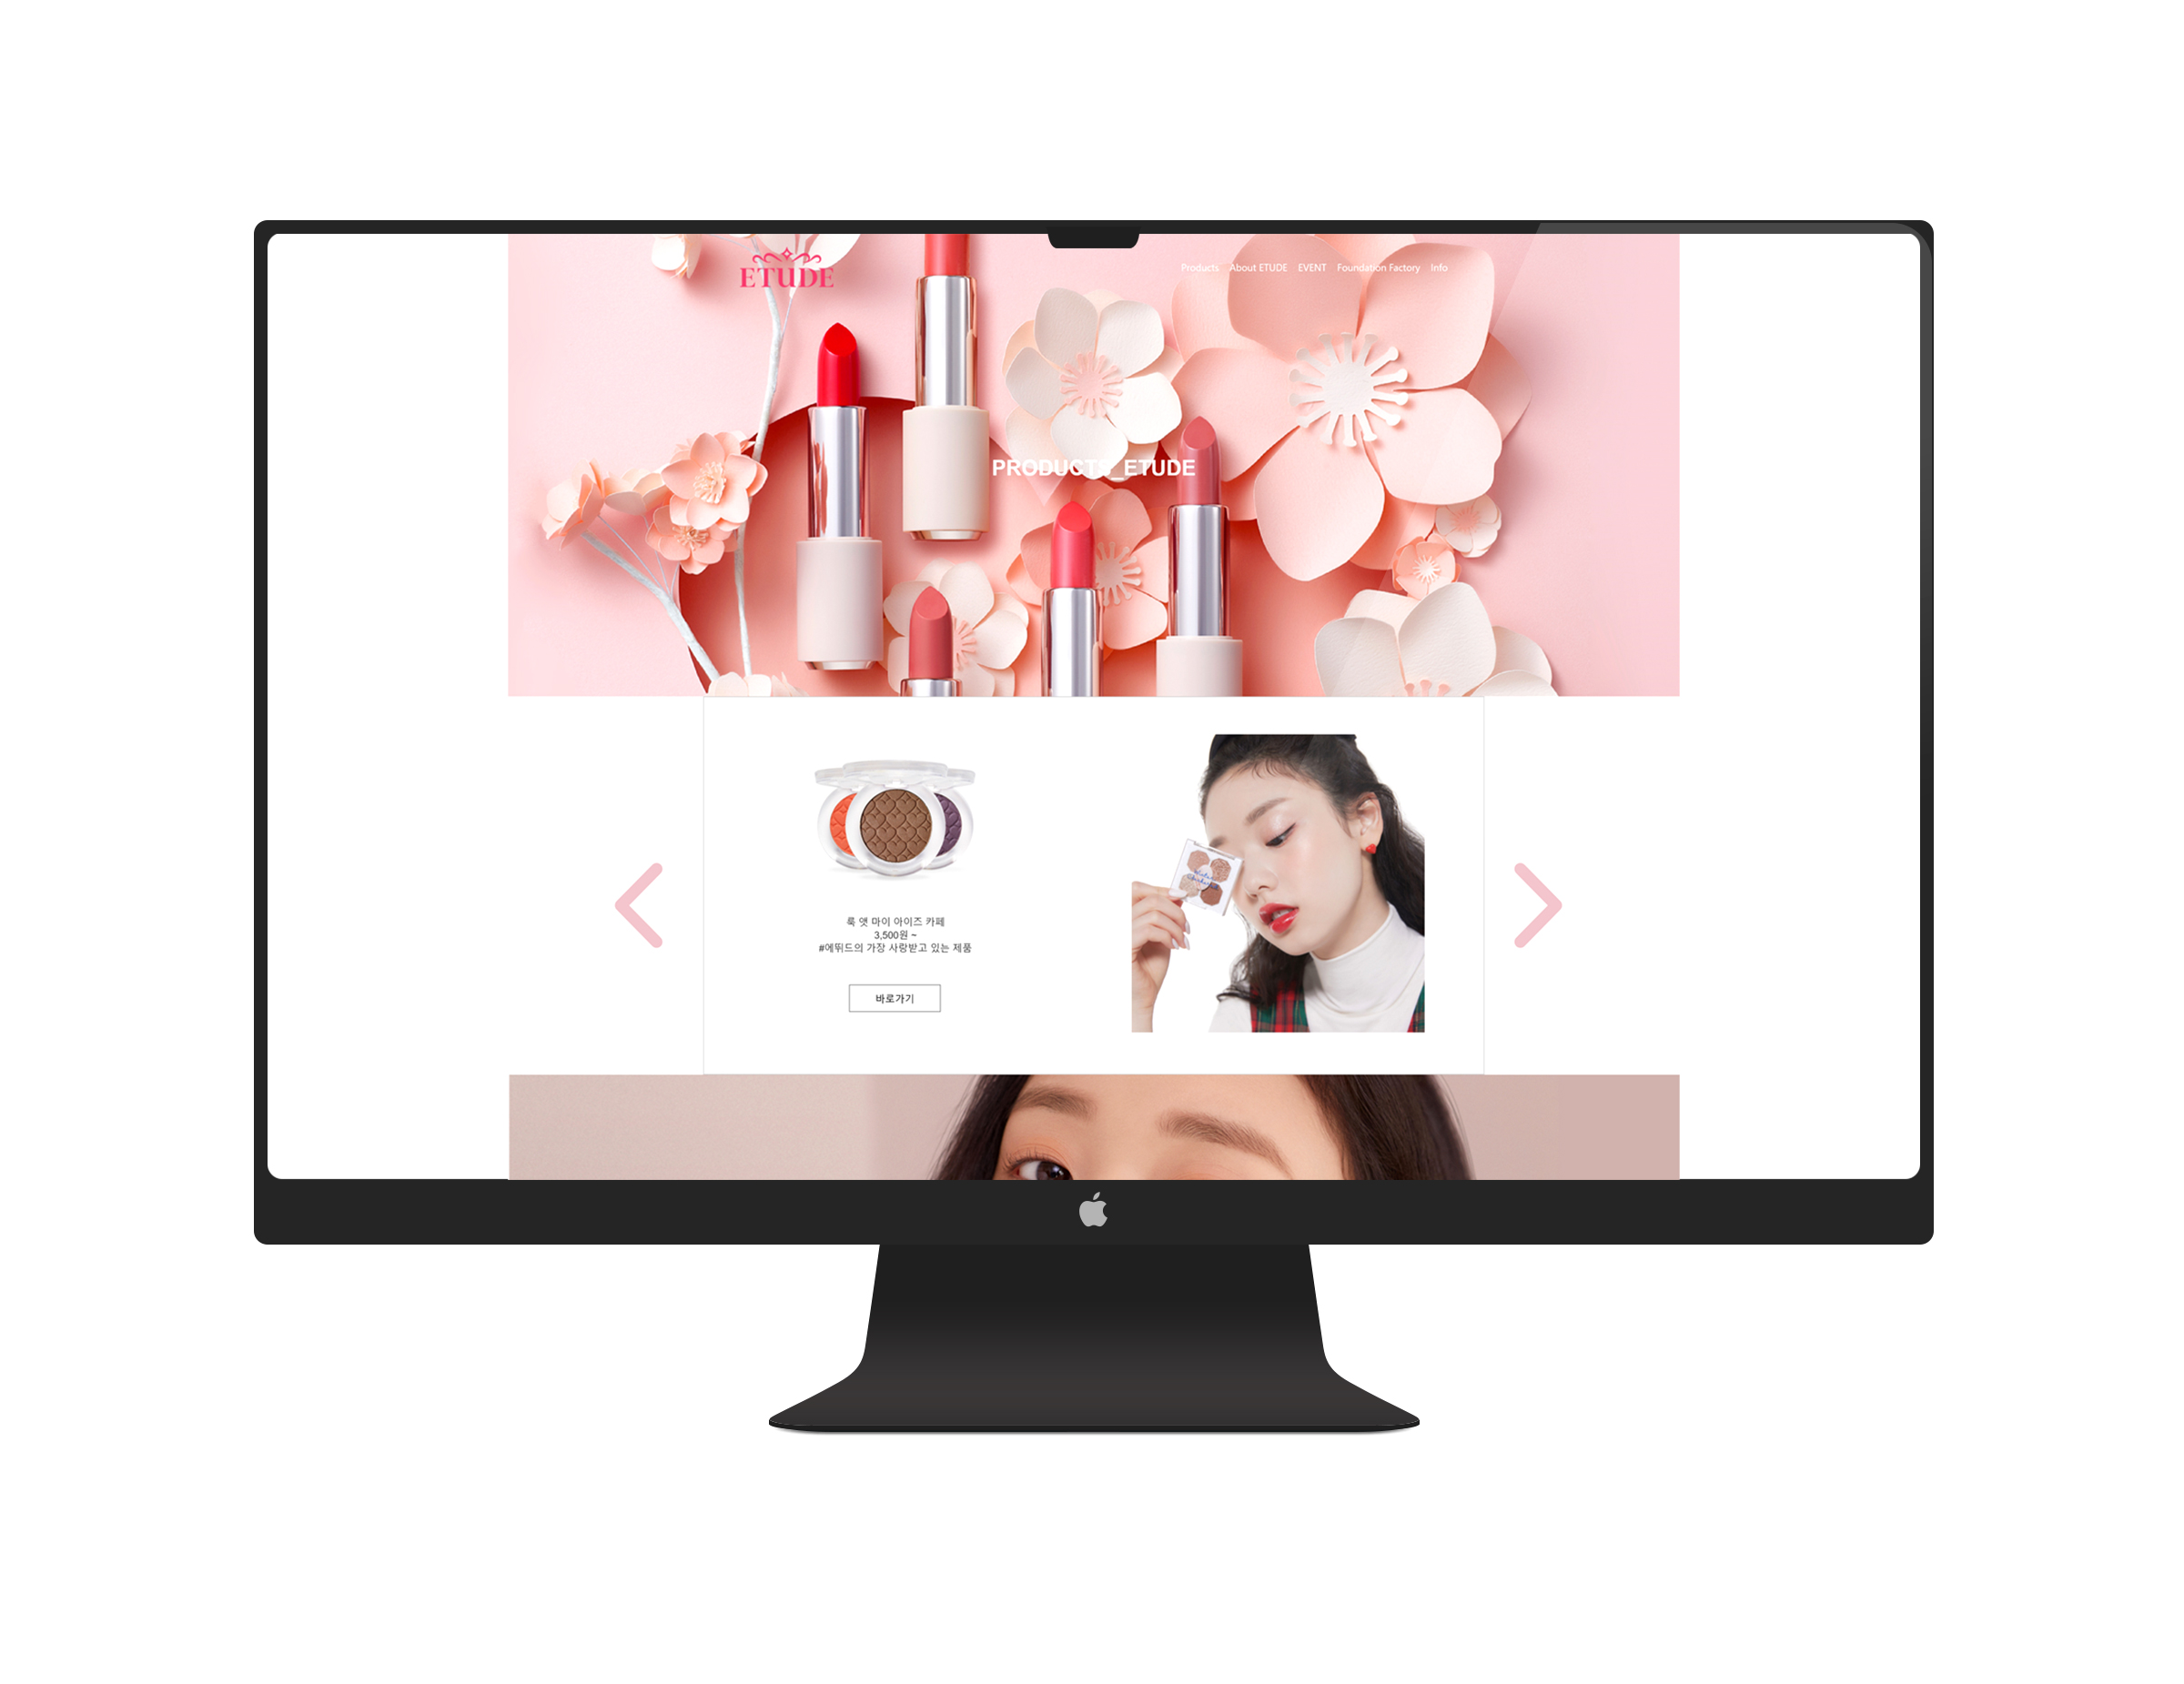 ETUDE
Products About ETUDE EVENT Foundation Factory Info
PRODUCTS_ETUDE
룩 앳 마이 아이즈 카페
3,500원 ~
#에뛰드의 가장 사랑받고 있는 제품
바로가기